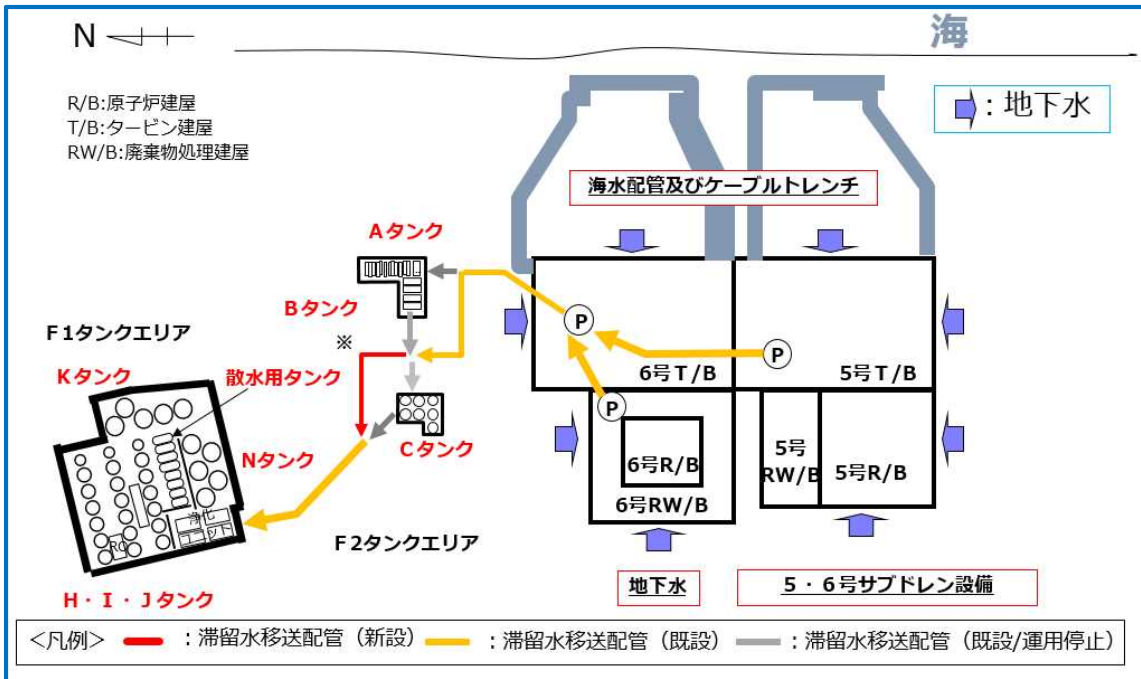 N
海
R/B:原子炉建屋
T/B:タービン建屋
RW/B:廃棄物処理建屋
:地下水
海水配管及びケーブルトレンチ
Aタンク
Bタンク
F1タンクエリア
※
Kタンク
散水用タンク
Nタンク
Cタンク
P
P
P
6号T/B
5号T/B
6号R/B
6号RW/B
5号
RW/B
5号R/B
浄化
ユニット
RO
F2タンクエリア
H・I・Jタンク
地下水
5・6号サブドレン設備
<凡例>
:滞留水移送配管(新設)
:滞留水移送配管(既設)
:滞留水移送配管(既設/運用停止)